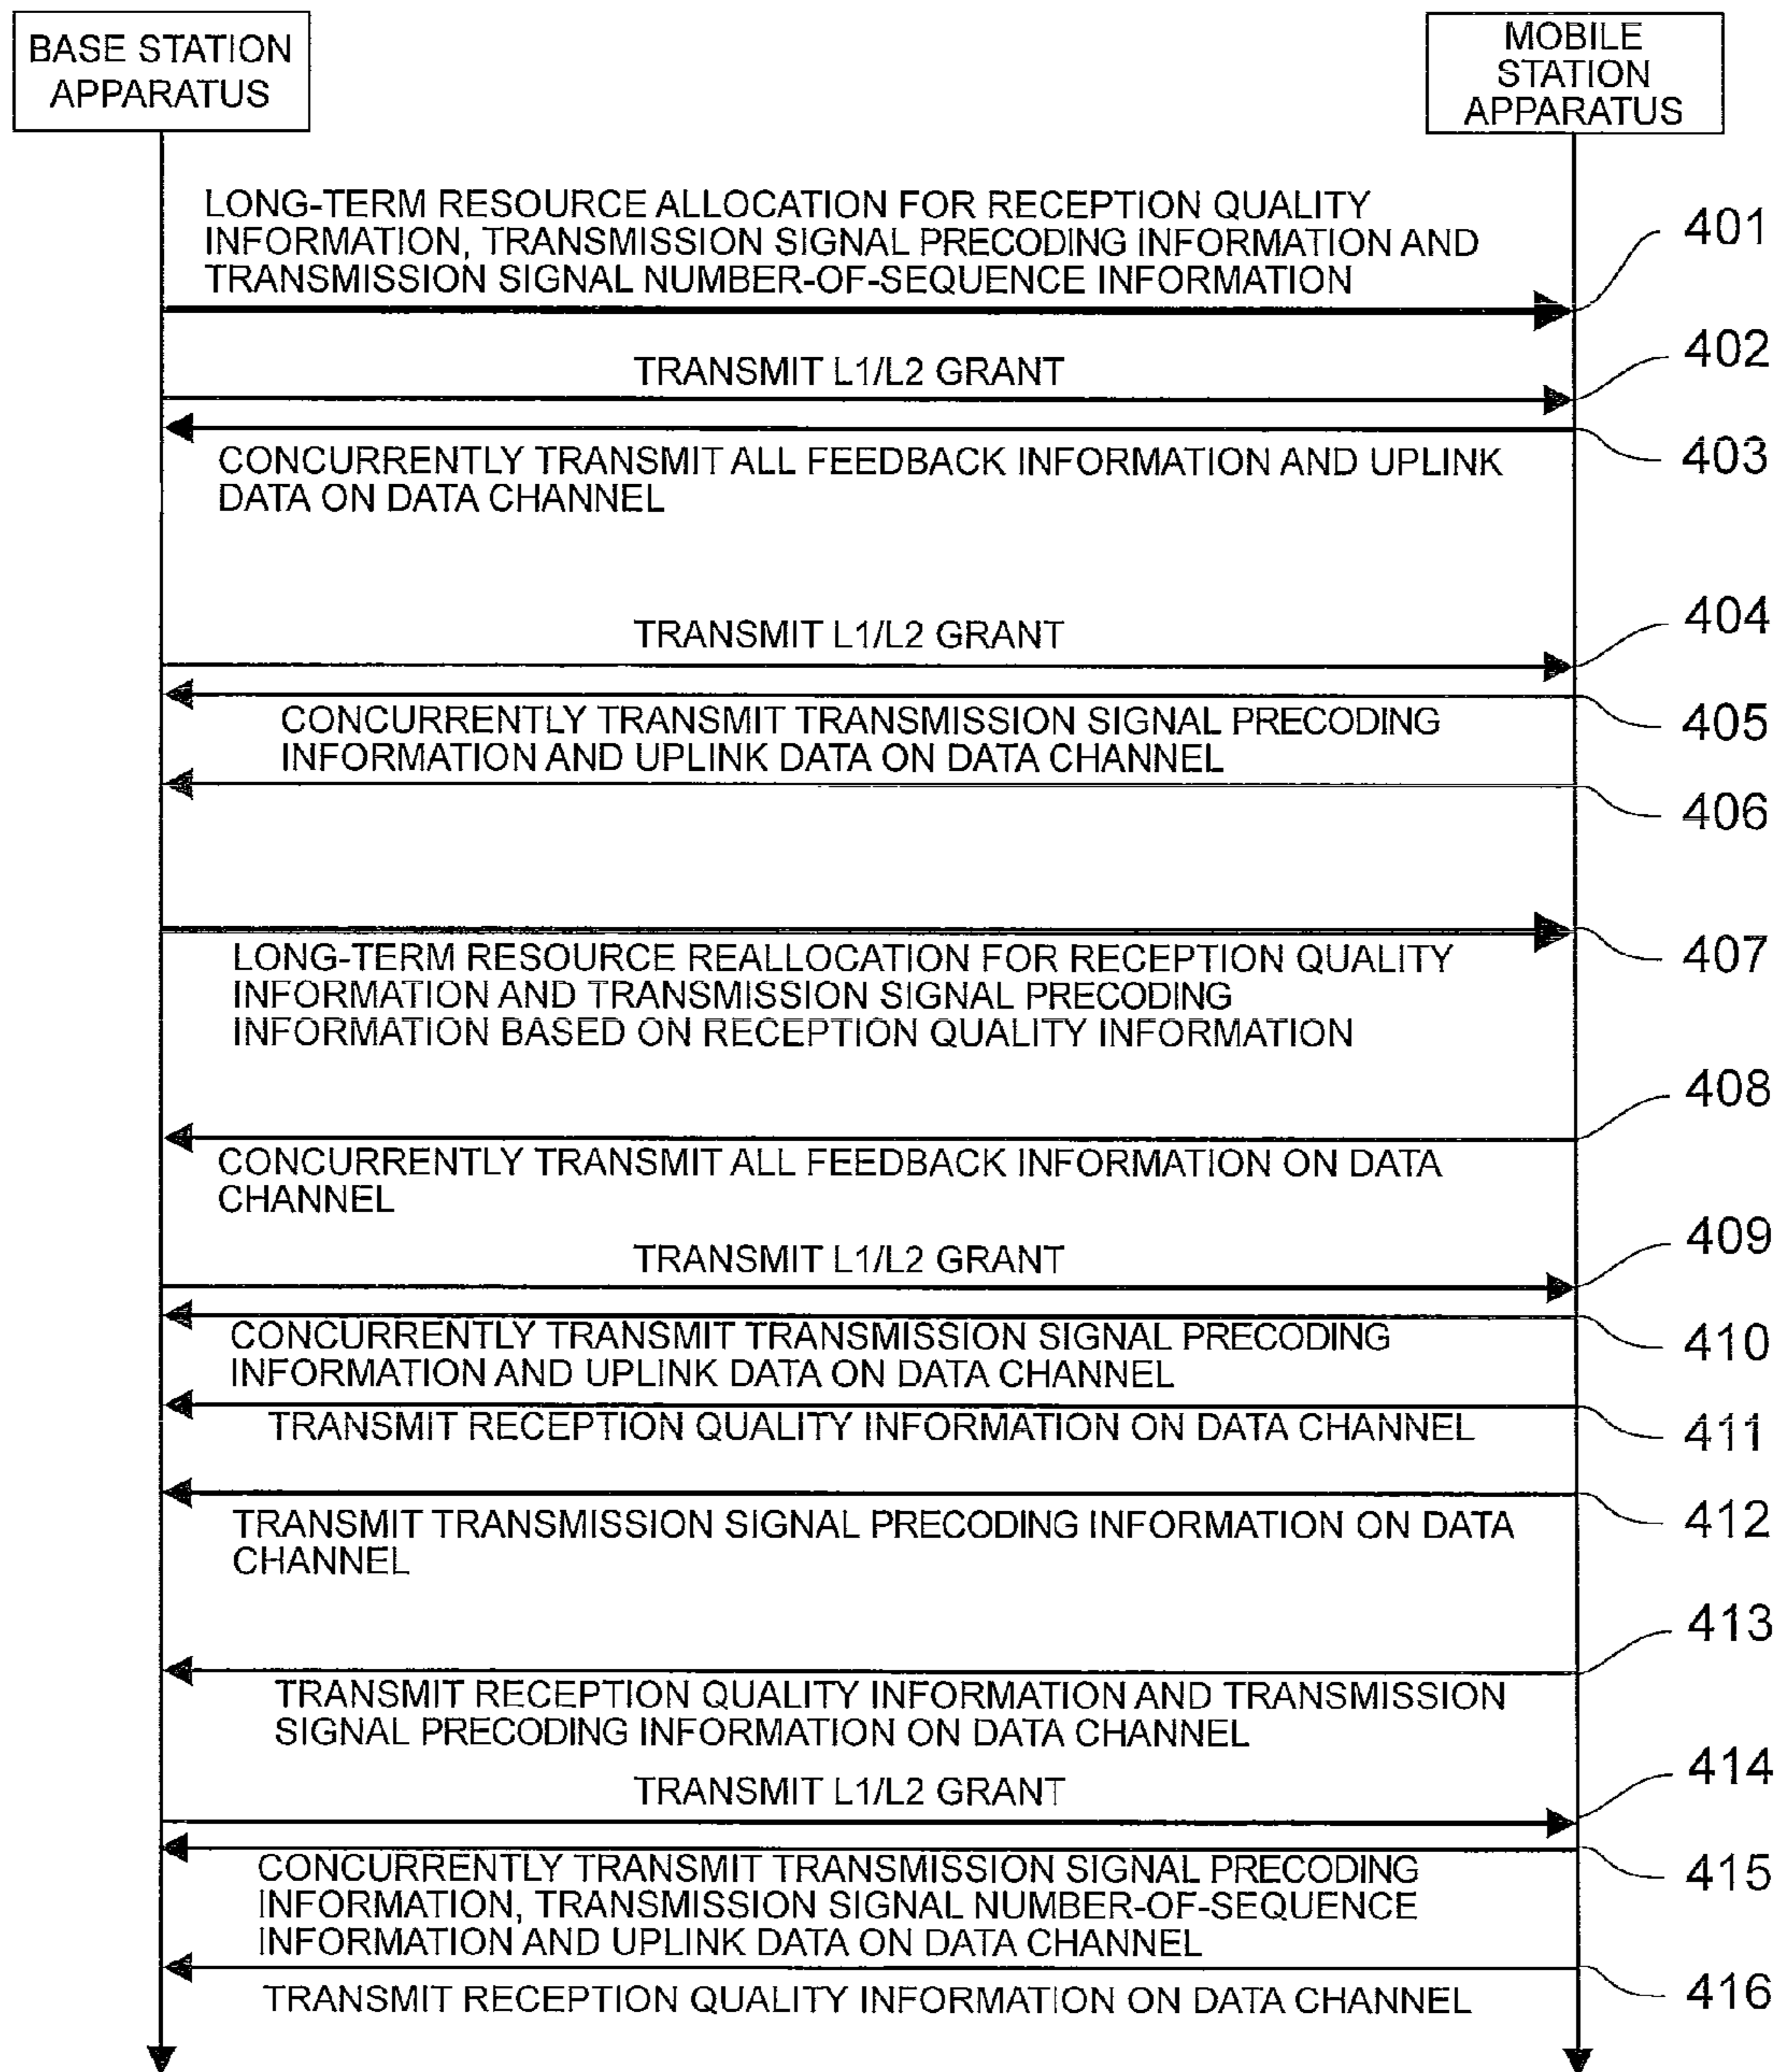 BASE STATION
APPARATUS
MOBILE
STATION
APPARATUS
LONG-TERM RESOURCE ALLOCATION FOR RECEPTION QUALITY
INFORMATION, TRANSMISSION SIGNAL PRECODING INFORMATION AND
TRANSMISSION SIGNAL NUMBER-OF-SEQUENCE INFORMATION
401
TRANSMIT L1/L2 GRANT
402
CONCURRENTLY TRANSMIT ALL FEEDBACK INFORMATION AND UPLINK
DATA ON DATA CHANNEL
403
TRANSMIT L1/L2 GRANT
404
CONCURRENTLY TRANSMIT TRANSMISSION SIGNAL PRECODING
INFORMATION AND UPLINK DATA ON DATA CHANNEL
405
406
LONG-TERM RESOURCE REALLOCATION FOR RECEPTION QUALITY
INFORMATION AND TRANSMISSION SIGNAL PRECODING
INFORMATION BASED ON RECEPTION QUALITY INFORMATION
407
408
CONCURRENTLY TRANSMIT ALL FEEDBACK INFORMATION ON DATA
CHANNEL
TRANSMIT L1/L2 GRANT
409
CONCURRENTLY TRANSMIT TRANSMISSION SIGNAL PRECODING
INFORMATION AND UPLINK DATA ON DATA CHANNEL
410
TRANSMIT RECEPTION QUALITY INFORMATION ON DATA CHANNEL
411
TRANSMIT TRANSMISSION SIGNAL PRECODING INFORMATION ON DATA
CHANNEL
412
413
TRANSMIT RECEPTION QUALITY INFORMATION AND TRANSMISSION
SIGNAL PRECODING INFORMATION ON DATA CHANNEL
TRANSMIT L1/L2 GRANT
414
CONCURRENTLY TRANSMIT TRANSMISSION SIGNAL PRECODING
INFORMATION, TRANSMISSION SIGNAL NUMBER-OF-SEQUENCE
INFORMATION AND UPLINK DATA ON DATA CHANNEL
415
TRANSMIT RECEPTION QUALITY INFORMATION ON DATA CHANNEL
416